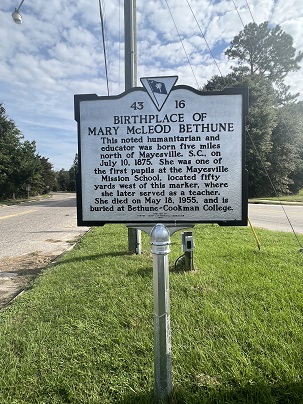 43 16
BIRTHPLACE OF
MARY McLEOD BETHUNE
This noted humanitarian and
educator was born five miles
north of Mayesville, S.C., on
July 10, 1875. She was one of
the first pupils at the Mayesville
Mission School, located fifty
yards west of this marker, where
she later served as a teacher.
She died on May 18, 1955, and is
buried at Bethune-Cookman College.